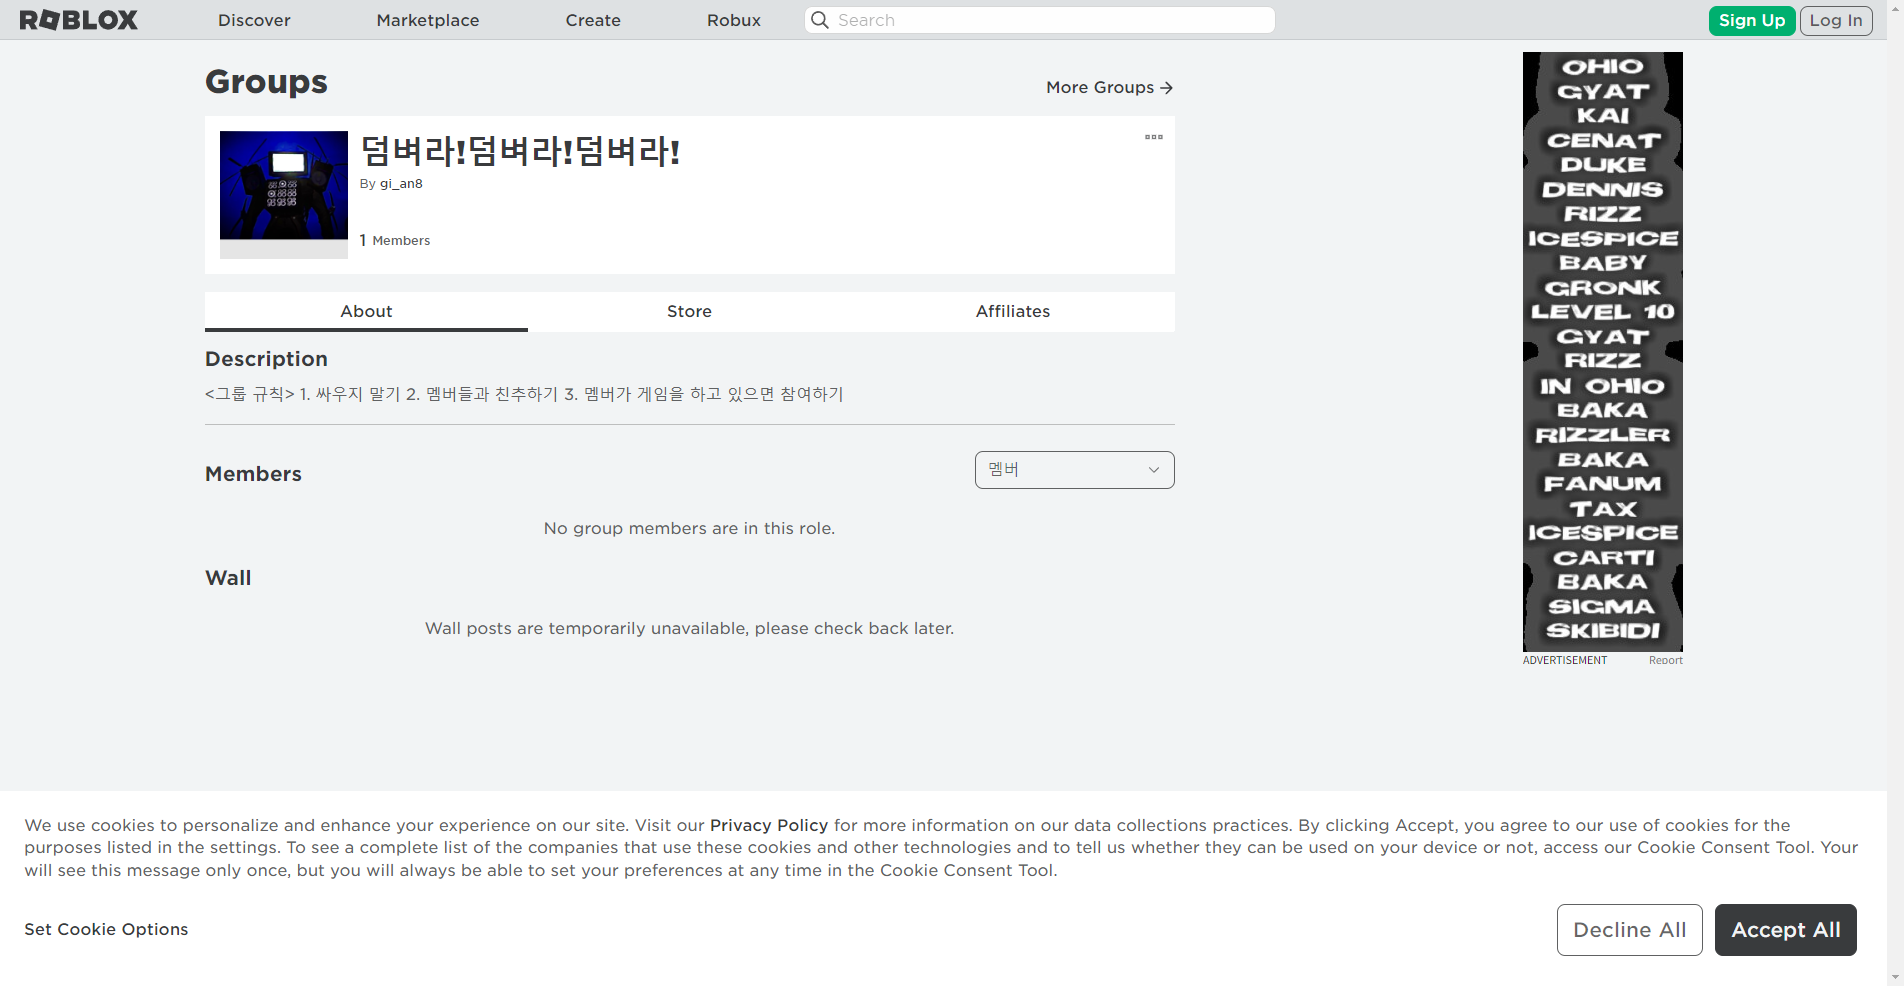 ROBLOX
Discover
Marketplace
Create
Robux
Search
Sign Up
Log In
Groups
More Groups
덤벼라!덤벼라!덤벼라!
By gi_an8
1 Members
About
Store
Affiliates
Description
<그룹 규칙> 1. 싸우지 말기 2. 멤버들과 친추하기 3. 멤버가 게임을 하고 있으면 참여하기
Members
멤버
No group members are in this role.
Wall
Wall posts are temporarily unavailable, please check back later.
OHIO
GYAT
KAI
CENAT
DUKE
DENNIS
RIZZ
ICESPICE
BABY
GRONK
LEVEL 10
GYAT
RIZZ
IN OHIO
BAKA
RIZZLER
BAKA
FANUM
TAX
ICESPICE
CARTI
BAKA
SIGMA
SKIBIDI
ADVERTISEMENT
Report
We use cookies to personalize and enhance your experience on our site. Visit our Privacy Policy for more information on our data collections practices. By clicking Accept, you agree to our use of cookies for the
purposes listed in the settings. To see a complete list of the companies that use these cookies and other technologies and to tell us whether they can be used on your device or not, access our Cookie Consent Tool. Your
will see this message only once, but you will always be able to set your preferences at any time in the Cookie Consent Tool.
Set Cookie Options
Decline All
Accept All